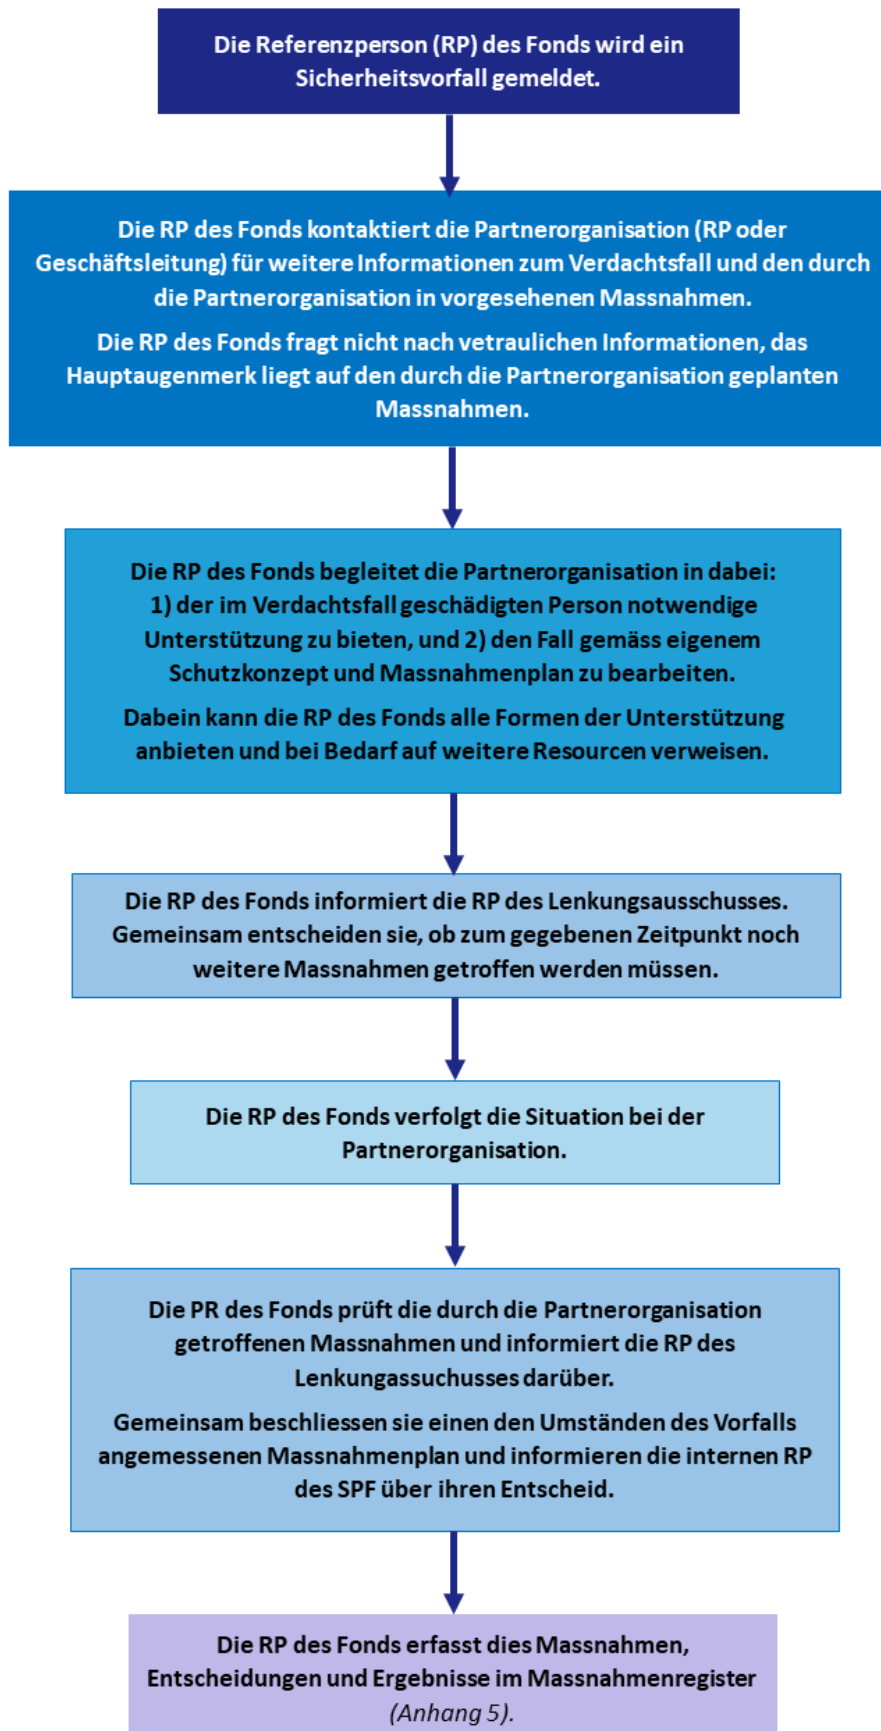 Die Referenzperson (RP) des Fonds wird ein
Sicherheitsvorfall gemeldet.
Die RP des Fonds kontaktiert die Partnerorganisation (RP oder
Geschäftsleitung) für weitere Informationen zum Verdachtsfall und den durch
die Partnerorganisation in vorgesehenen Massnahmen.
Die RP des Fonds fragt nicht nach vetraulichen Informationen, das
Hauptaugenmerk liegt auf den durch die Partnerorganisation geplanten
Massnahmen.
Die RP des Fonds begleitet die Partnerorganisation in dabei:
1) der im Verdachtsfall geschädigten Person notwendige
Unterstützung zu bieten, und 2) den Fall gemäss eigenem
Schutzkonzept und Massnahmenplan zu bearbeiten.
Dabein kann die RP des Fonds alle Formen der Unterstützung
anbieten und bei Bedarf auf weitere Resourcen verweisen.
Die RP des Fonds informiert die RP des Lenkungsausschusses.
Gemeinsam entscheiden sie, ob zum gegebenen Zeitpunkt noch
weitere Massnahmen getroffen werden müssen.
Die RP des Fonds verfolgt die Situation bei der
Partnerorganisation.
Die PR des Fonds prüft die durch die Partnerorganisation
getroffenen Massnahmen und informiert die RP des
Lenkungassuchusses darüber.
Gemeinsam beschliessen sie einen den Umständen des Vorfalls
angemessenen Massnahmenplan und informieren die internen RP
des SPF über ihren Entscheid.
Die RP des Fonds erfasst dies Massnahmen,
Entscheidungen und Ergebnisse im Massnahmenregister
(Anhang 5).